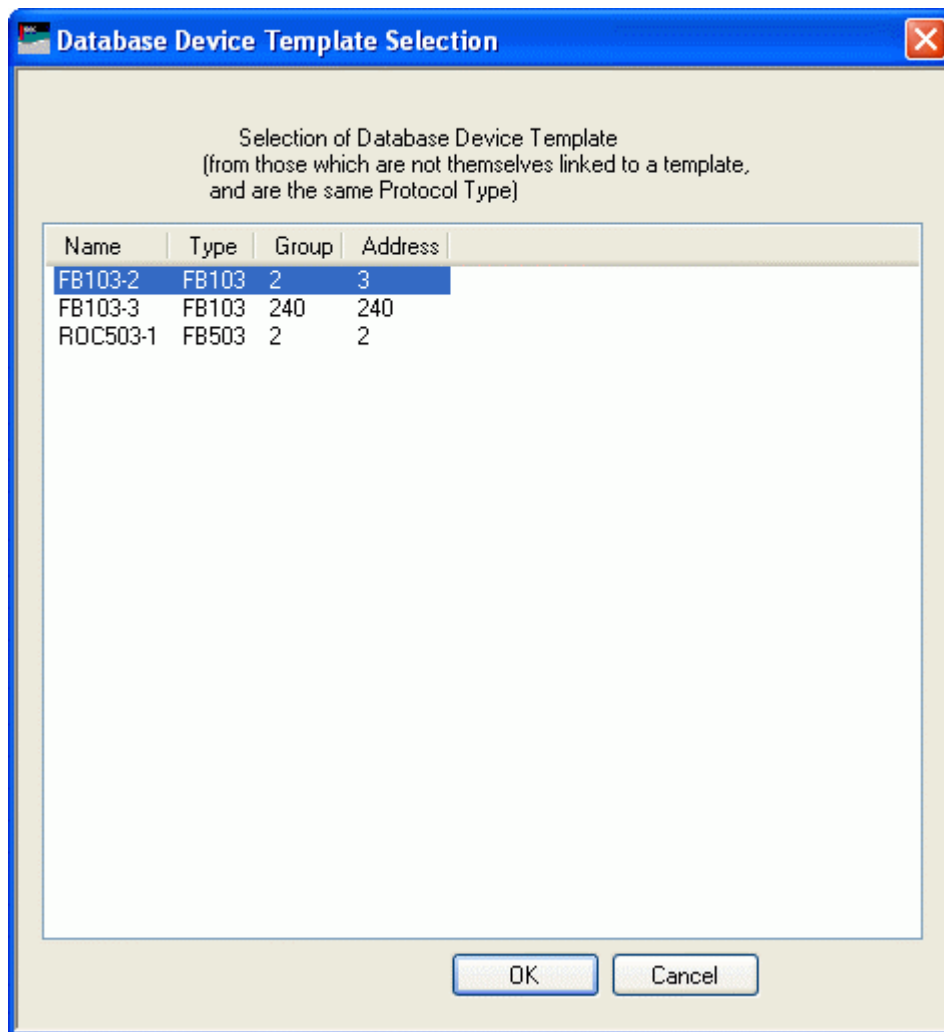 Database Device Template Selection
Selection of Database Device Template
(from those which are not themselves linked to a template,
and are the same Protocol Type)
Name Type Group Address
FB103-2 FB103 2 3
FB103-3 FB103 240 240
ROC503-1 FB503 2 2
OK Cancel